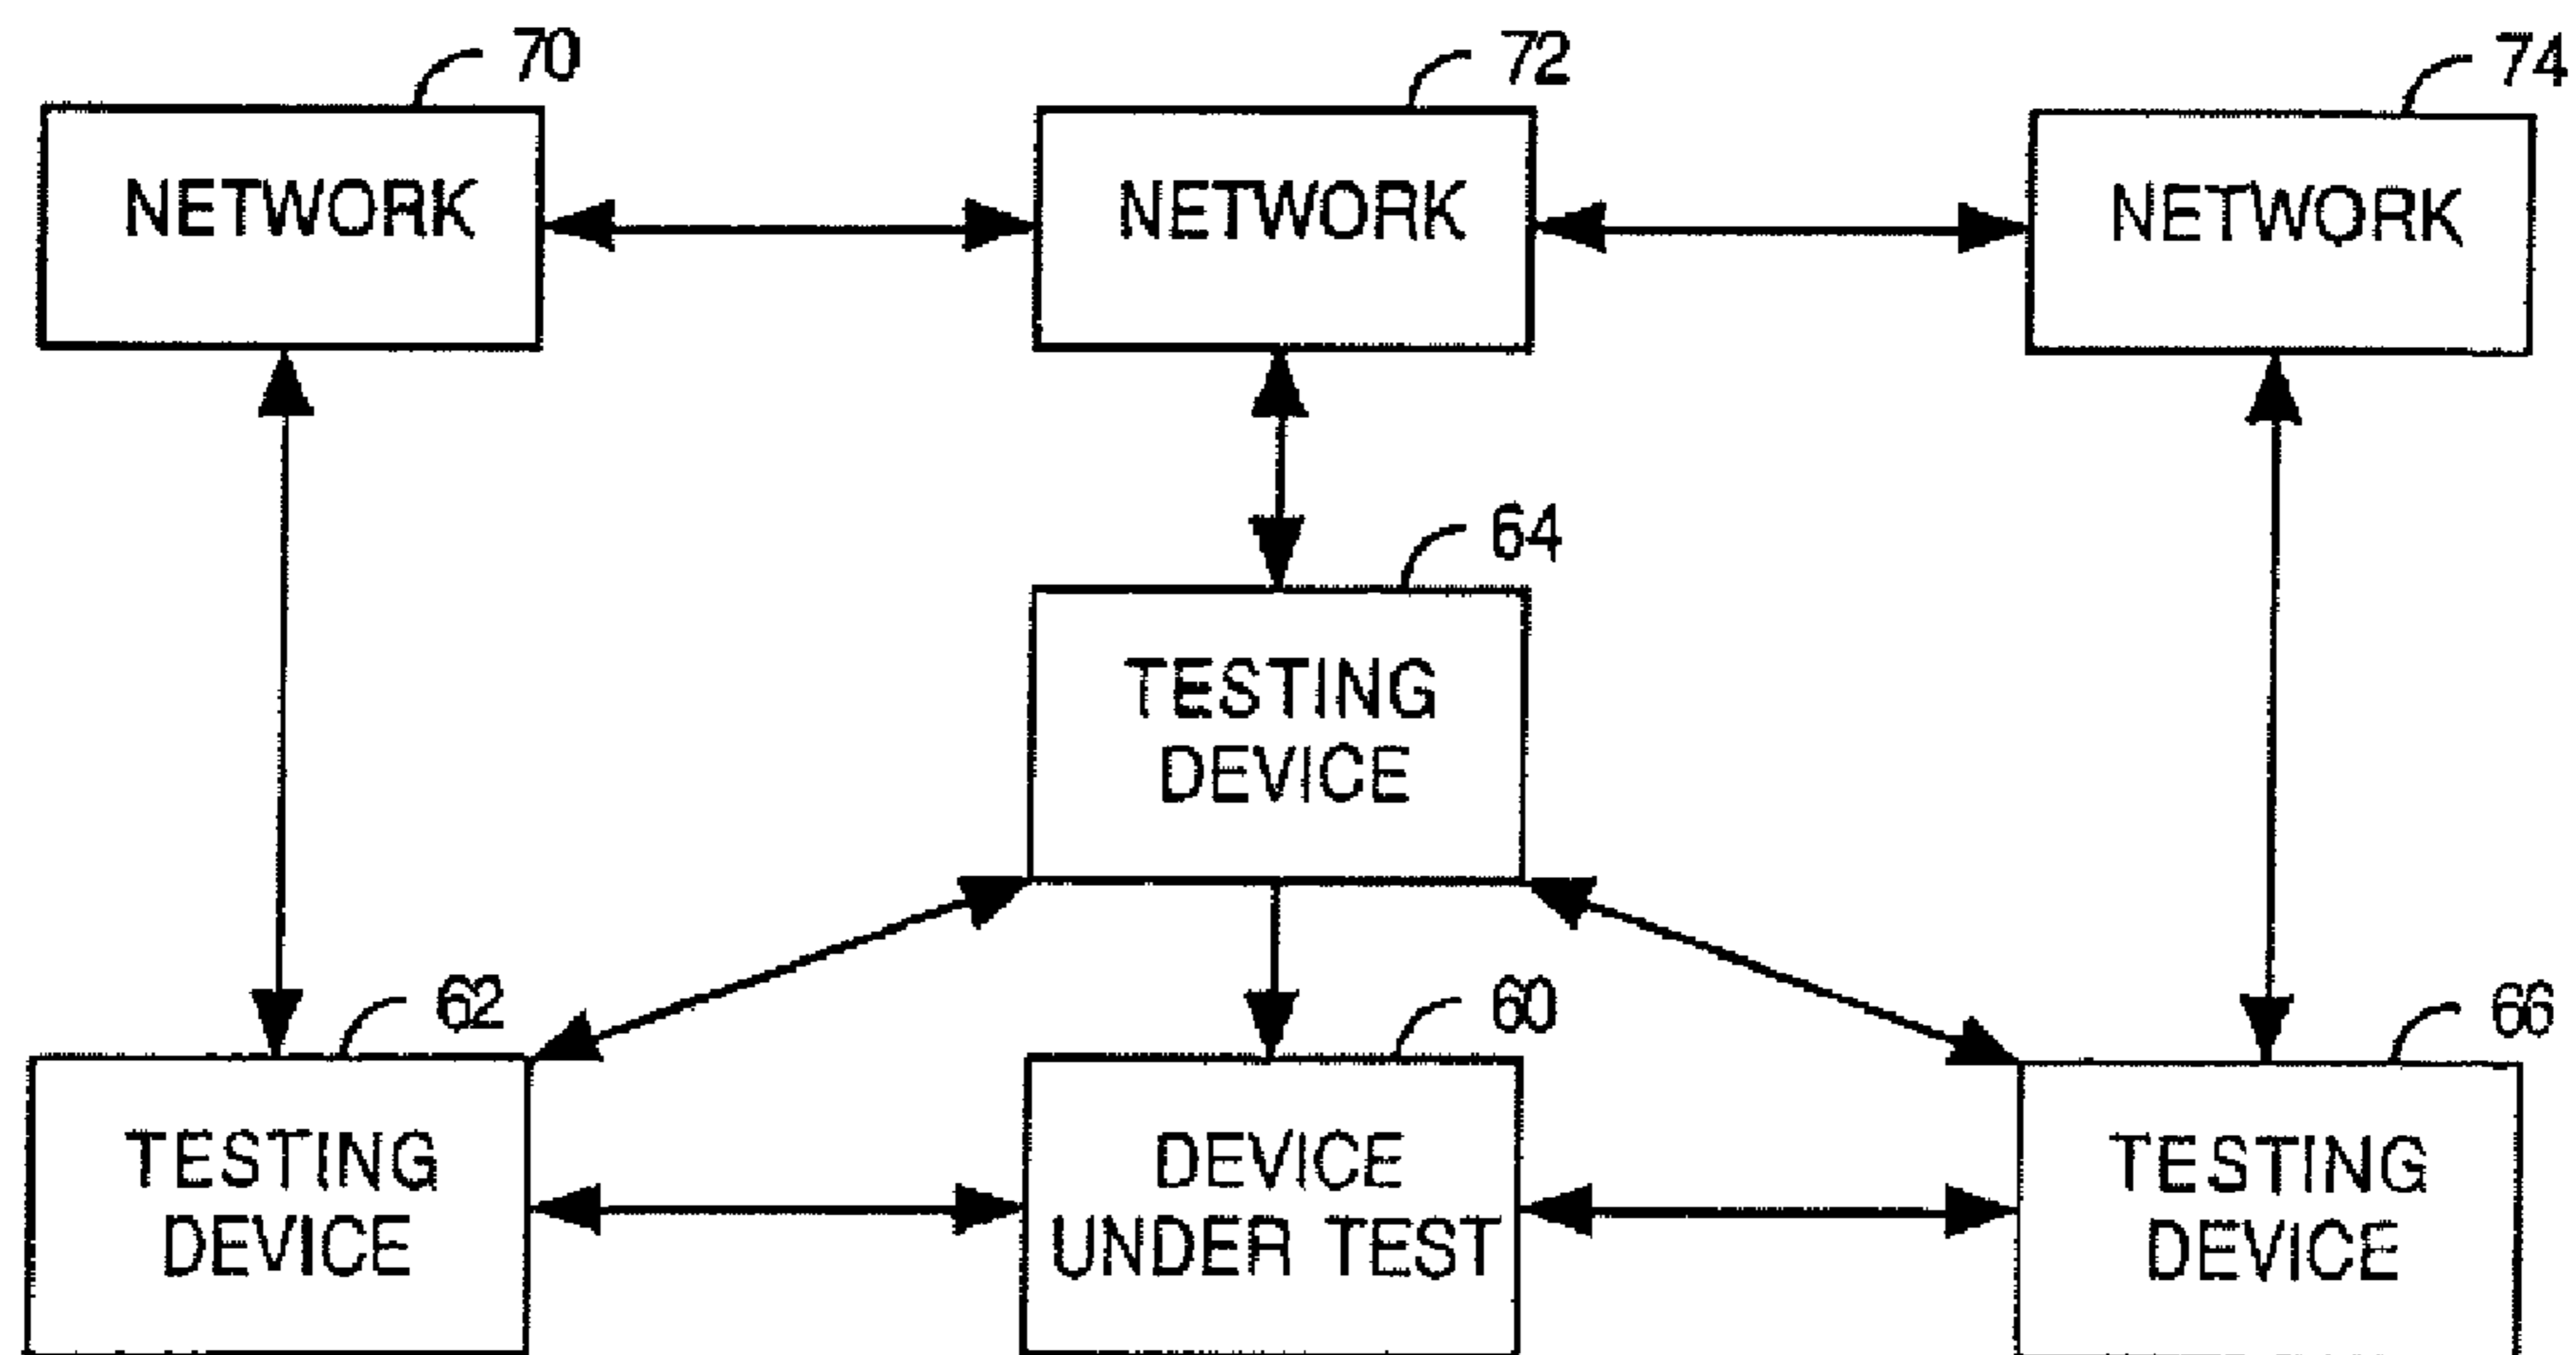 70
72
74
NETWORK
NETWORK
NETWORK
64
TESTING
DEVICE
62
60
66
TESTING
DEVICE
DEVICE
UNDER TEST
TESTING
DEVICE